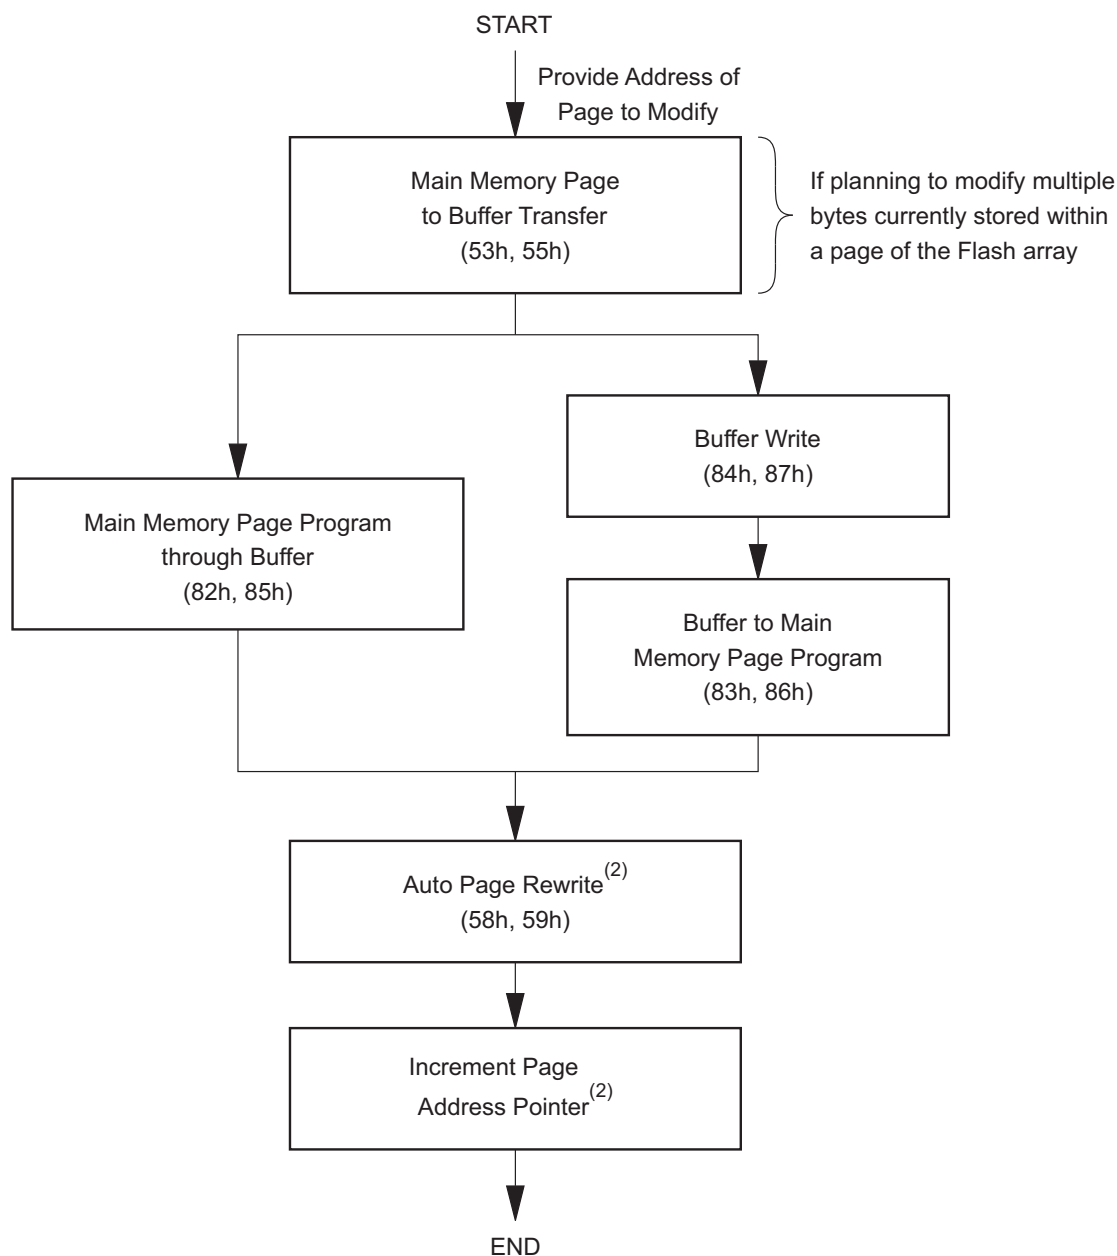 START
Provide Address of
Page to Modify
Main Memory Page
to Buffer Transfer
(53h, 55h)
If planning to modify multiple
bytes currently stored within
a page of the Flash array
Main Memory Page Program
through Buffer
(82h, 85h)
Buffer Write
(84h, 87h)
Buffer to Main
Memory Page Program
(83h, 86h)
Auto Page Rewrite(2)
(58h, 59h)
Increment Page
Address Pointer(2)
END